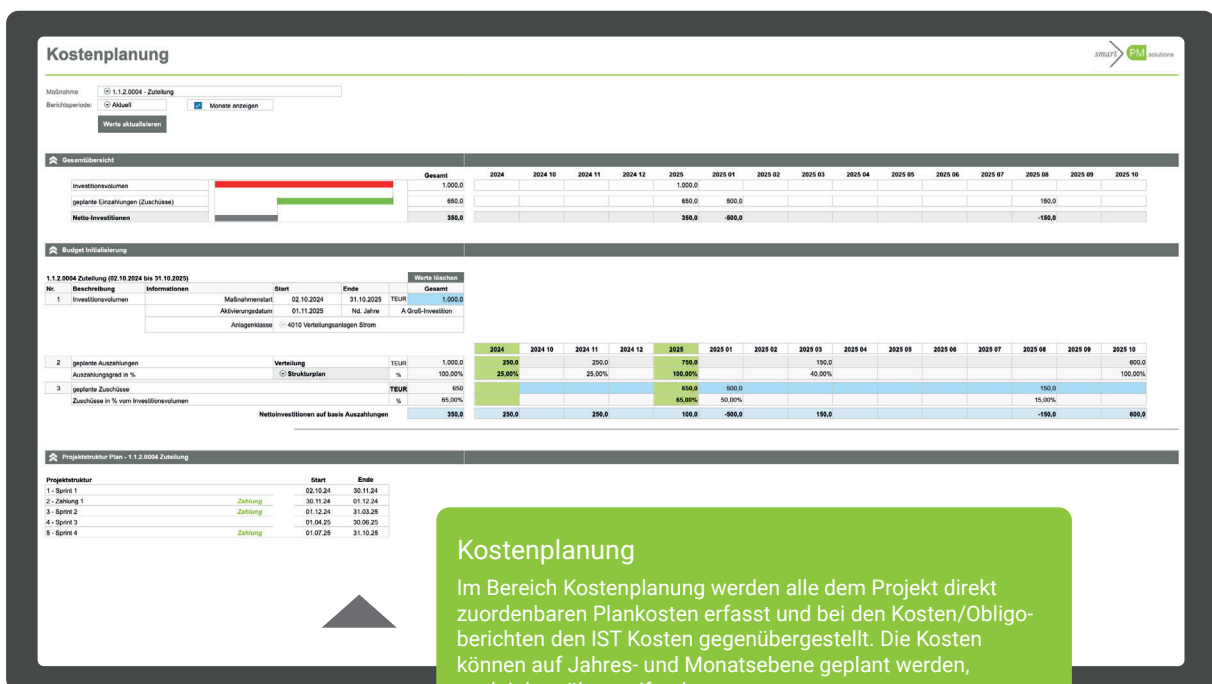 Kostenplanung
smart PM solutions
Maßnahme 1.1.2.0004 - Zuteilung
Berichtsperiode: Aktuell Monate anzeigen
Werte aktualisieren
Gesamtübersicht
Gesamt 2024 2024 10 2024 11 2024 12 2025 2025 01 2025 02 2025 03 2025 04 2025 05 2025 06 2025 07 2025 08 2025 09 2025 10
Investitionsvolumen 1.000,0 1.000,0
geplante Einzahlungen (Zuschüsse) 650,0 650,0 500,0 150,0
Netto-Investitionen 350,0 350,0 -500,0 -150,0
Budget Initialisierung
1.1.2.0004 Zuteilung (02.10.2024 bis 31.10.2025) Werte löschen
Nr. Beschreibung Informationen Start Ende Gesamt
1 Investitionsvolumen Maßnahmenstart 02.10.2024 31.10.2025 TEUR 1.000,0
Aktivierungsdatum 01.11.2025 Nd. Jahre A Groß-Investition
Anlagenklasse 4010 Verteilungsanlagen Strom
2024 2024 10 2024 11 2024 12 2025 2025 01 2025 02 2025 03 2025 04 2025 05 2025 06 2025 07 2025 08 2025 09 2025 10
2 geplante Auszahlungen Verteilung TEUR 1.000,0 250,0 250,0 750,0 150,0 600,0
Auszahlungsgrad in % Strukturplan % 100,00% 25,00% 25,00% 100,00% 40,00% 100,00%
3 geplante Zuschüsse TEUR 650 650,0 500,0 150,0
Zuschüsse in % vom Investitionsvolumen % 65,00% 65,00% 50,00% 15,00%
Nettoinvestitionen auf basis Auszahlungen 350,0 250,0 250,0 100,0 -500,0 150,0 -150,0 600,0
Projektstruktur Plan - 1.1.2.0004 Zuteilung
Projektstruktur Start Ende
1 - Sprint 1 02.10.24 30.11.24
2 - Zahlung 1 Zahlung 30.11.24 01.12.24
3 - Sprint 2 Zahlung 01.12.24 31.03.25
4 - Sprint 3 01.04.25 30.06.25
5 - Sprint 4 Zahlung 01.07.25 31.10.25
Kostenplanung
Im Bereich Kostenplanung werden alle dem Projekt direkt
zuordenbaren Plankosten erfasst und bei den Kosten/Obligo-
berichten den IST Kosten gegenübergestellt. Die Kosten
können auf Jahres- und Monatsebene geplant werden,